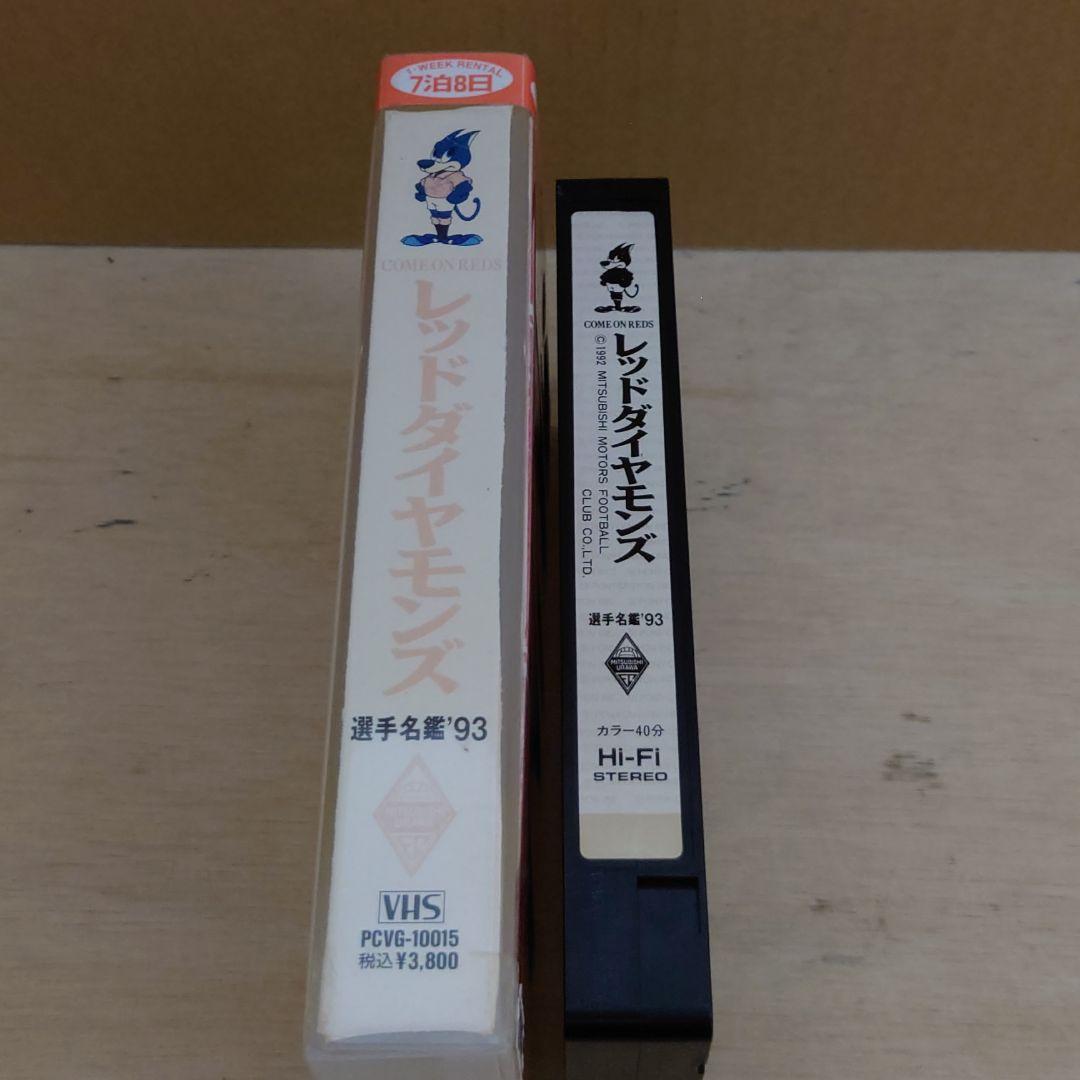 1-WEEK RENTAL
7泊8日
COME ON REDS
レッドダイヤモンズ
選手名鑑'93
VHS
PCVG-10015
税込¥3,800
COME ON REDS
レッドダイヤモンズ
©1992 MITSUBISHI MOTORS FOOTBALL
CLUB CO.,LTD.
選手名鑑'93
MITSUBISHI
URAWA
カラー40分
Hi-Fi
STEREO